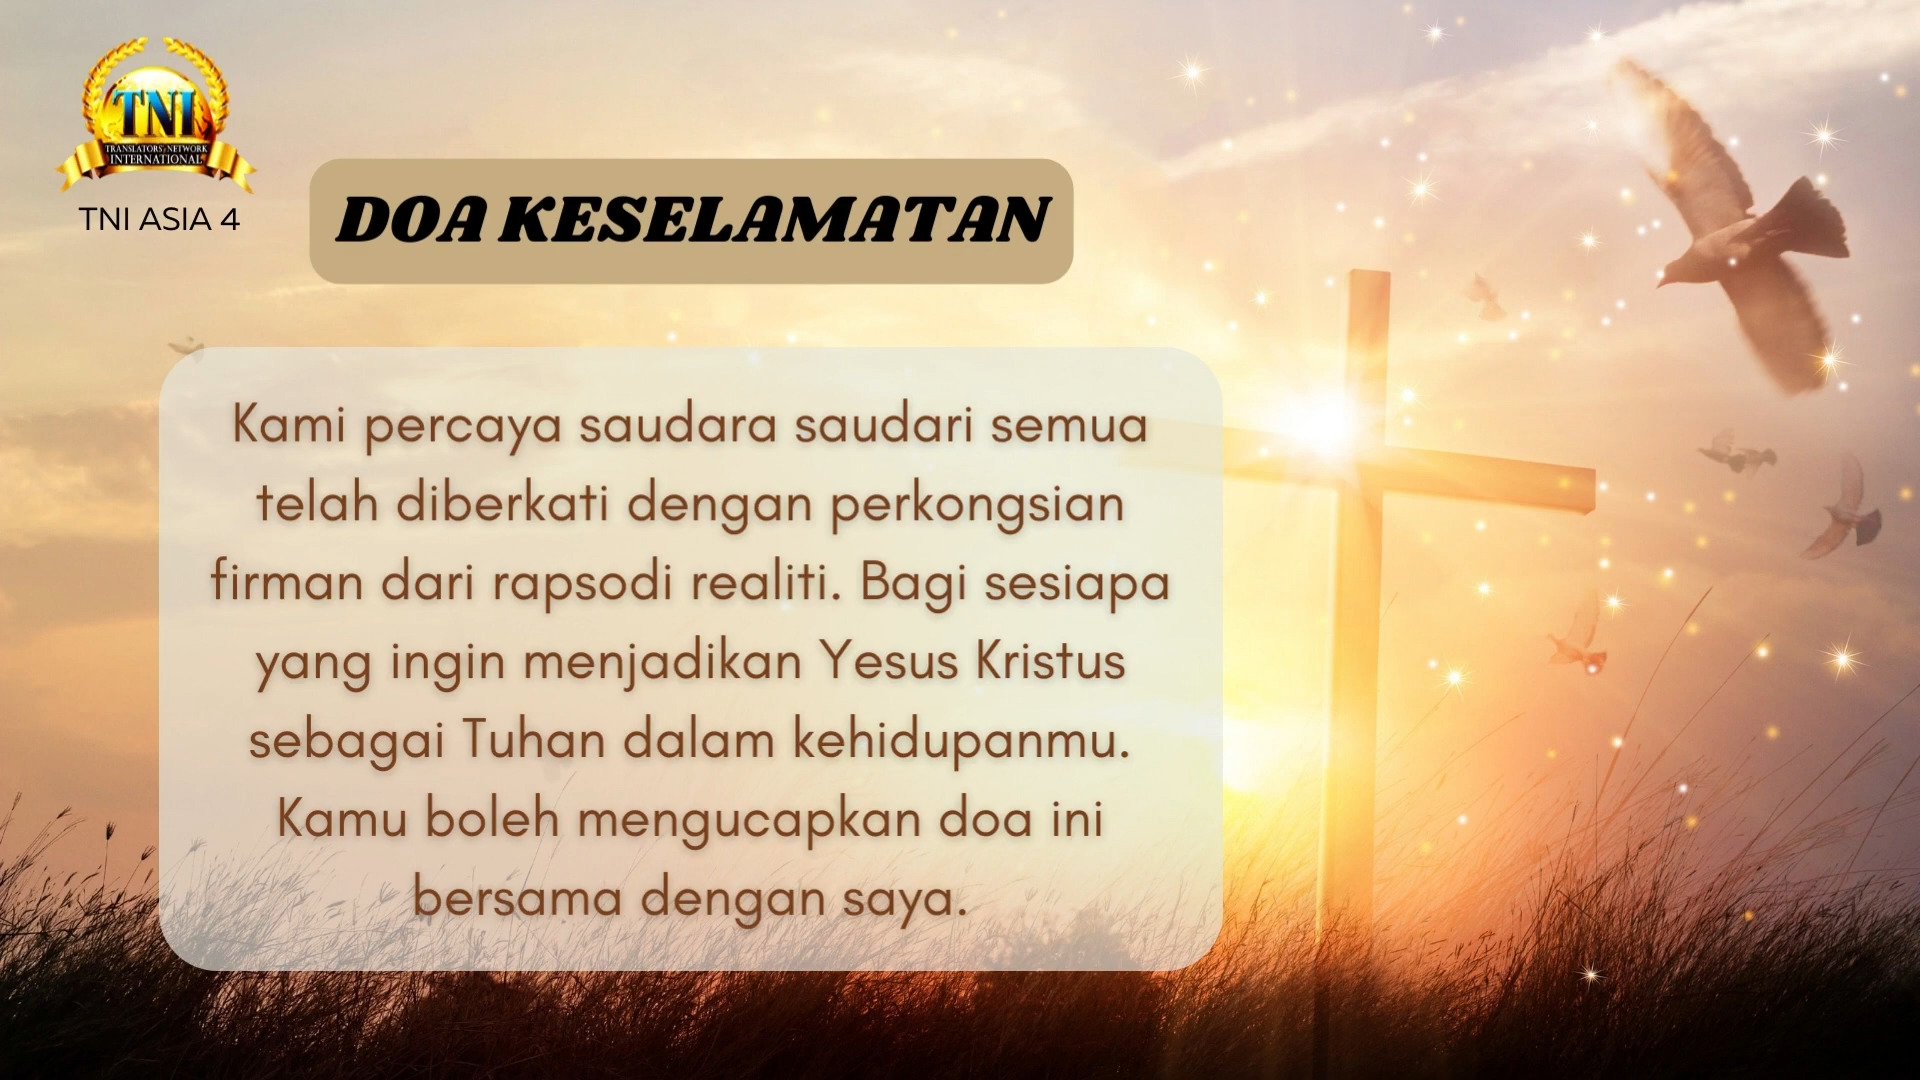 TNI
TRANSLATORS' NETWORK
INTERNATIONAL
TNI ASIA 4
DOA KESELAMATAN
Kami percaya saudara saudari semua
telah diberkati dengan perkongsian
firman dari rapsodi realiti. Bagi sesiapa
yang ingin menjadikan Yesus Kristus
sebagai Tuhan dalam kehidupanmu.
Kamu boleh mengucapkan doa ini
bersama dengan saya.